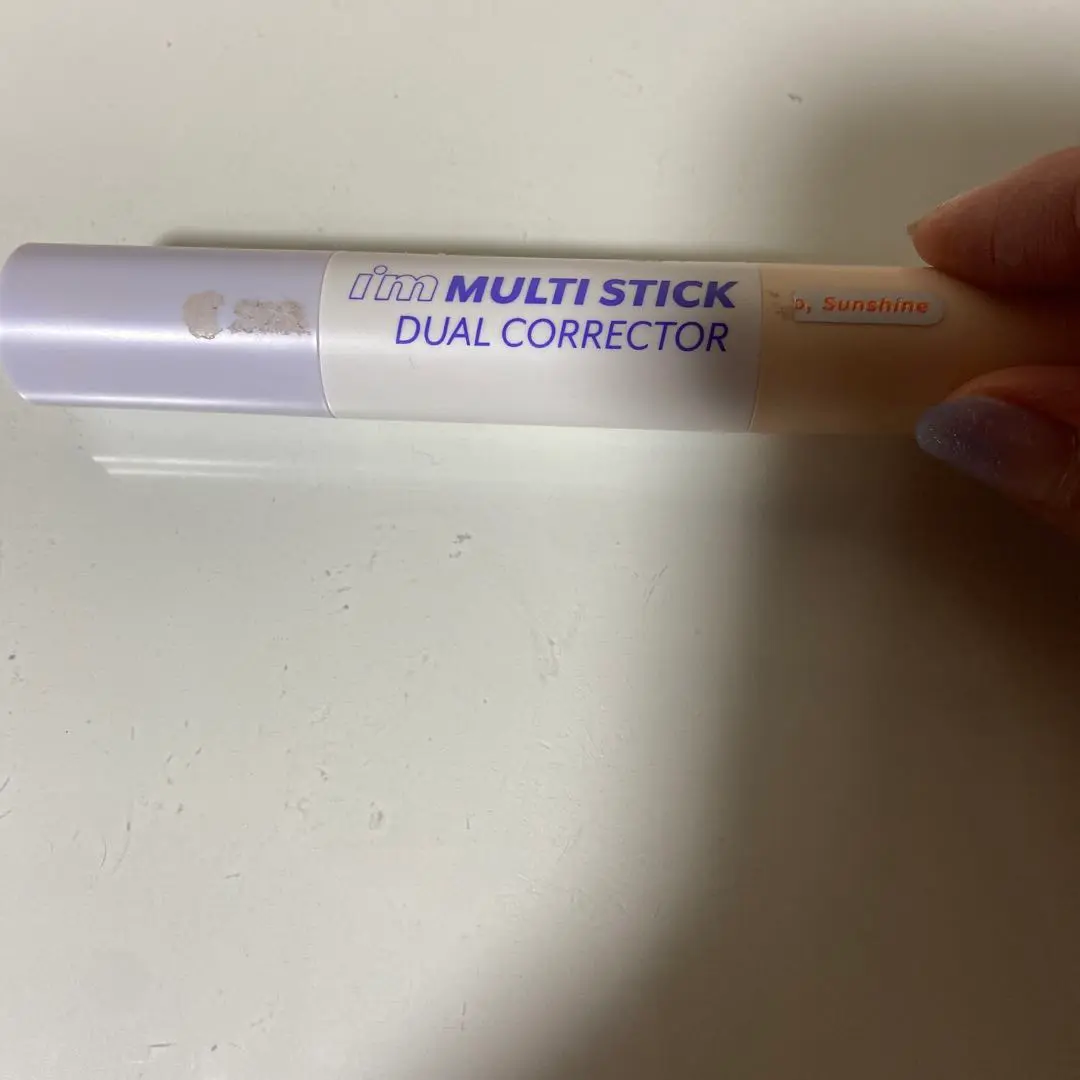 i'm MULTI STICK
DUAL CORRECTOR
, Sunshine